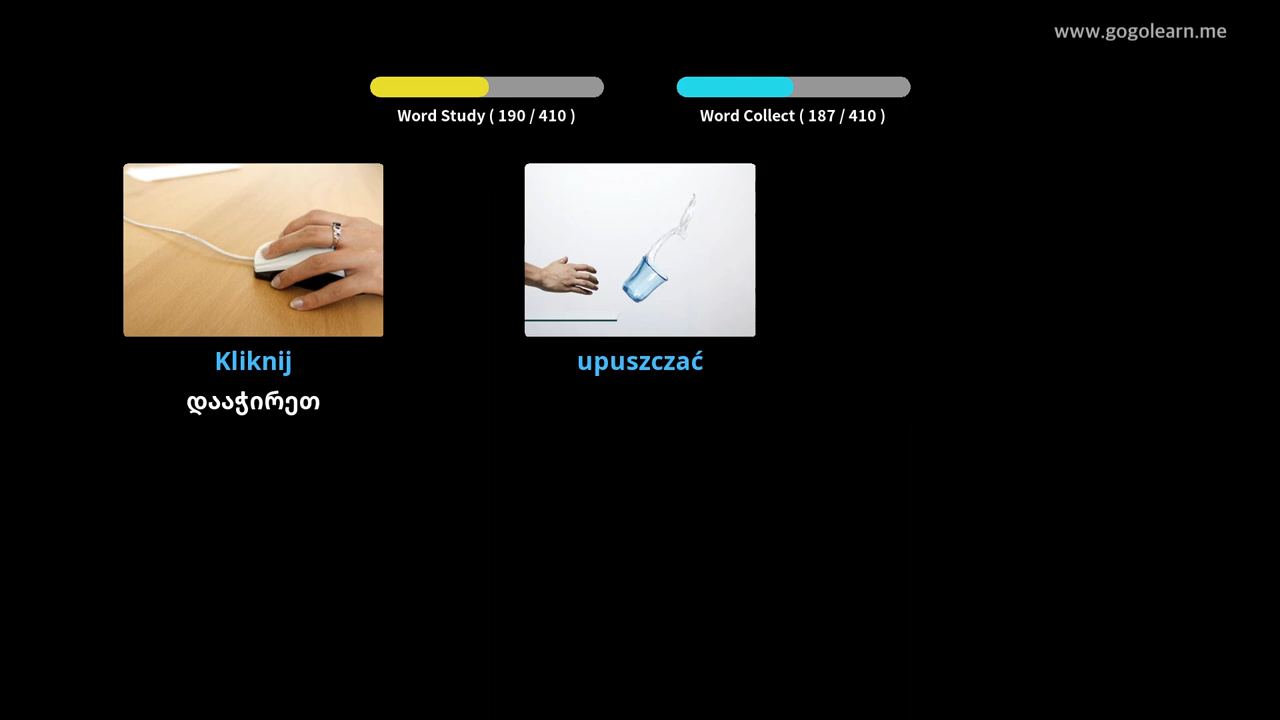 www.gogolearn.me
Word Study ( 190 / 410 )
Word Collect ( 187 / 410 )
Kliknij
upuszczać
დააჭირეთ